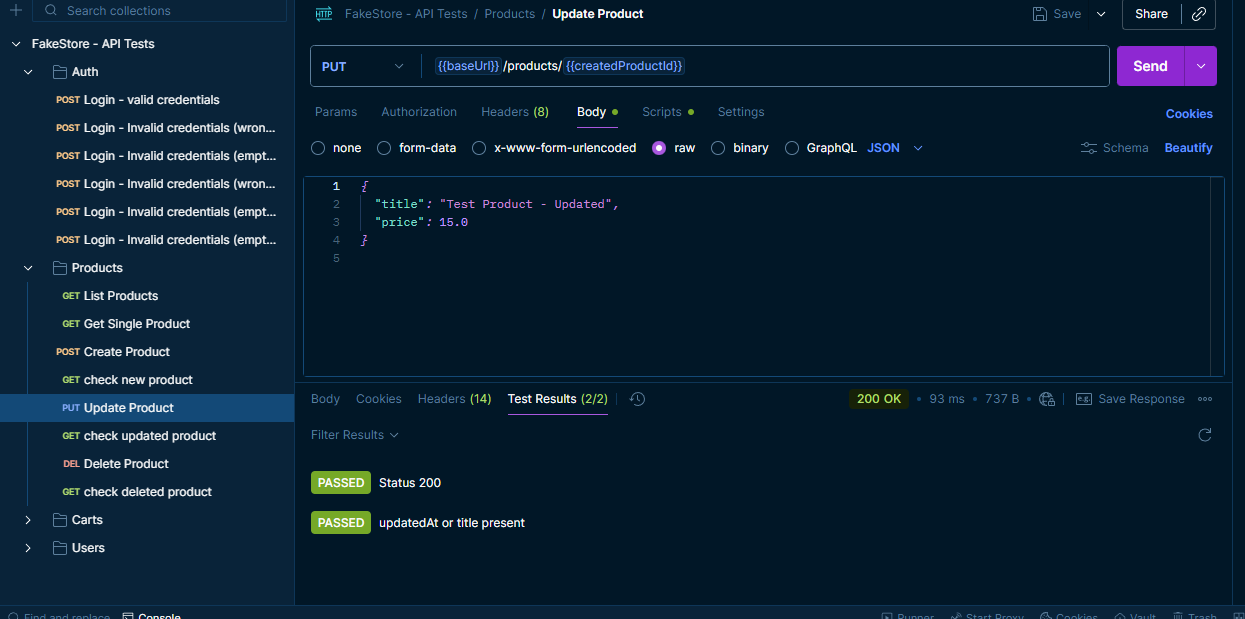 Search collections
FakeStore - API Tests
Auth
POST Login - valid credentials
POST Login - Invalid credentials (wron...
POST Login - Invalid credentials (empt...
POST Login - Invalid credentials (wron...
POST Login - Invalid credentials (empt...
POST Login - Invalid credentials (empt...
Products
GET List Products
GET Get Single Product
POST Create Product
GET check new product
PUT Update Product
GET check updated product
DEL Delete Product
GET check deleted product
Carts
Users
HTTP FakeStore - API Tests / Products / Update Product Save Share
PUT {{baseUrl}}/products/{{createdProductId}} Send
Params Authorization Headers (8) Body Scripts Settings Cookies
none form-data x-www-form-urlencoded raw binary GraphQL JSON Schema Beautify
1 {
2 "title": "Test Product - Updated",
3 "price": 15.0
4 }
5
Body Cookies Headers (14) Test Results (2/2) 200 OK • 93 ms • 737 B • e.g. Save Response
Filter Results
PASSED Status 200
PASSED updatedAt or title present
Find and replace Console Runner Start Proxy Cookies Vault Trash